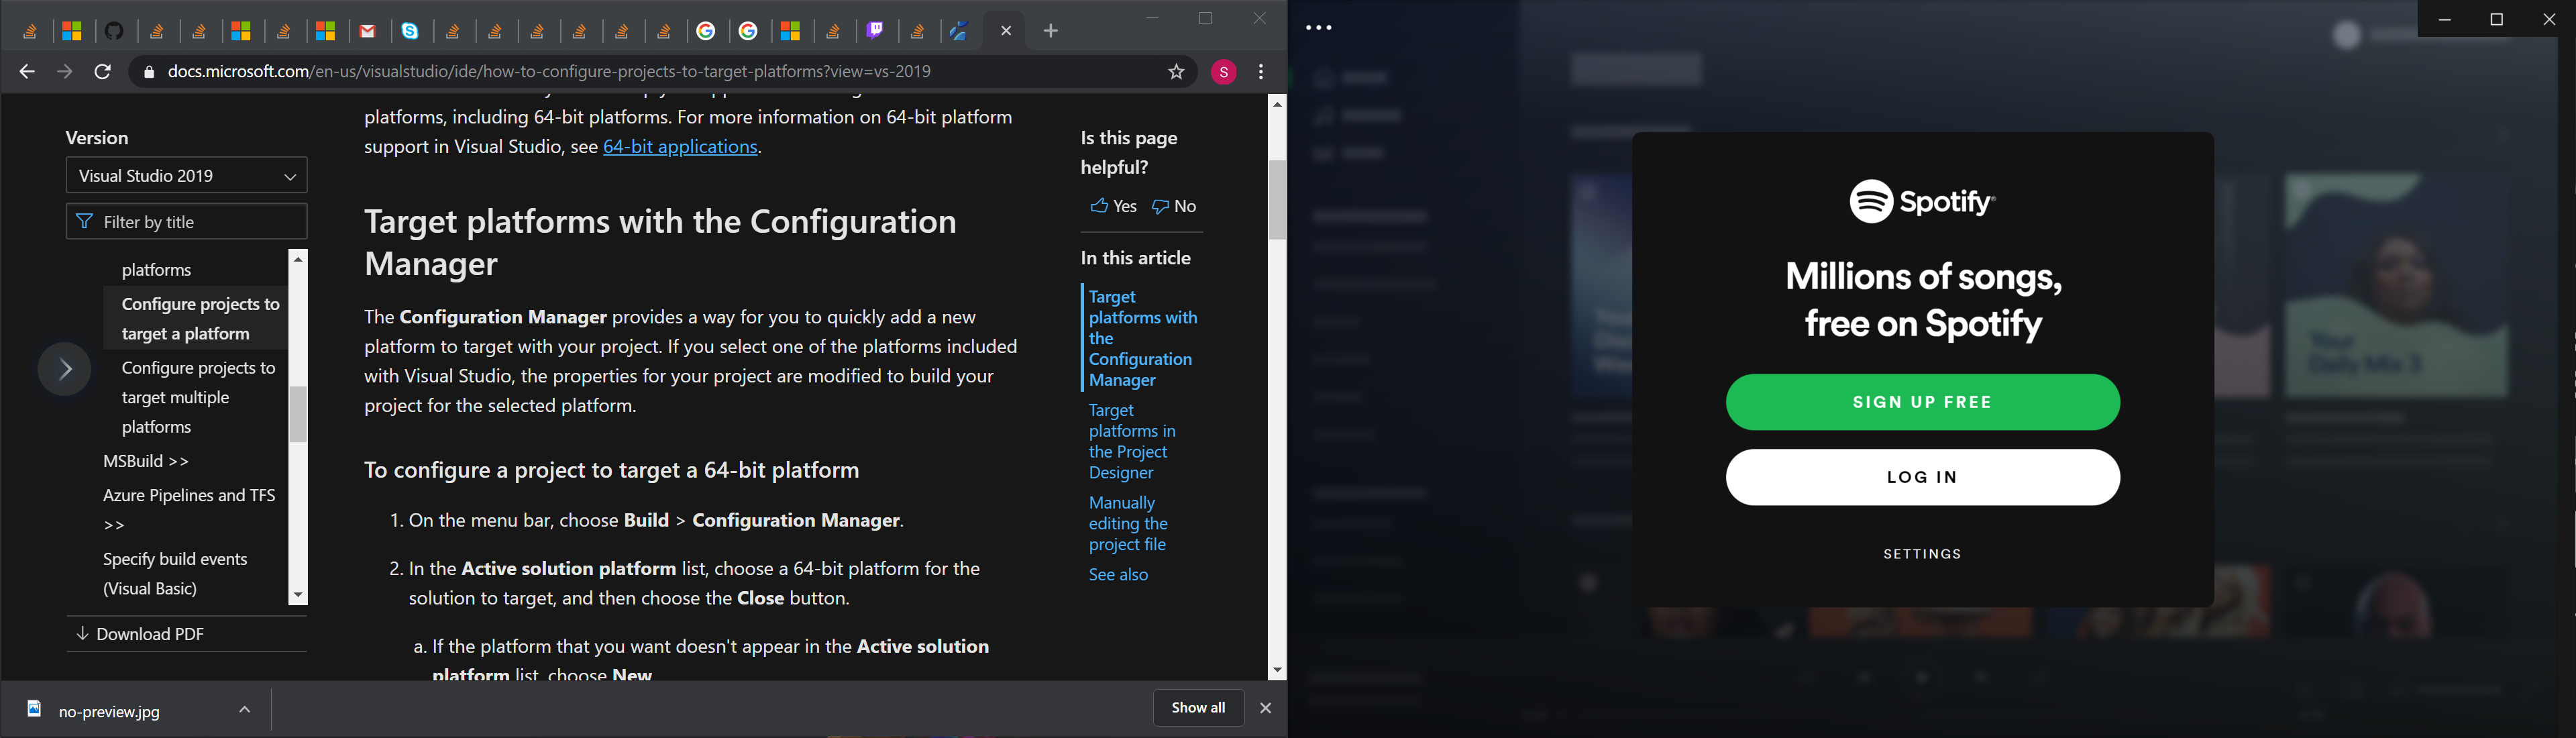 docs.microsoft.com/en-us/visualstudio/ide/how-to-configure-projects-to-target-platforms?view=vs-2019
S
Version
Visual Studio 2019
Filter by title
platforms
Configure projects to
target a platform
Configure projects to
target multiple
platforms
MSBuild >>
Azure Pipelines and TFS
>>
Specify build events
(Visual Basic)
Download PDF
platforms, including 64-bit platforms. For more information on 64-bit platform
support in Visual Studio, see 64-bit applications.
Target platforms with the Configuration
Manager
The Configuration Manager provides a way for you to quickly add a new
platform to target with your project. If you select one of the platforms included
with Visual Studio, the properties for your project are modified to build your
project for the selected platform.
To configure a project to target a 64-bit platform
1. On the menu bar, choose Build > Configuration Manager.
2. In the Active solution platform list, choose a 64-bit platform for the
solution to target, and then choose the Close button.
a. If the platform that you want doesn't appear in the Active solution
platform list, choose New
Is this page
helpful?
Yes No
In this article
Target
platforms with
the
Configuration
Manager
Target
platforms in
the Project
Designer
Manually
editing the
project file
See also
no-preview.jpg
Show all
Spotify
Millions of songs,
free on Spotify
SIGN UP FREE
LOG IN
SETTINGS
Your
Daily Mix 3